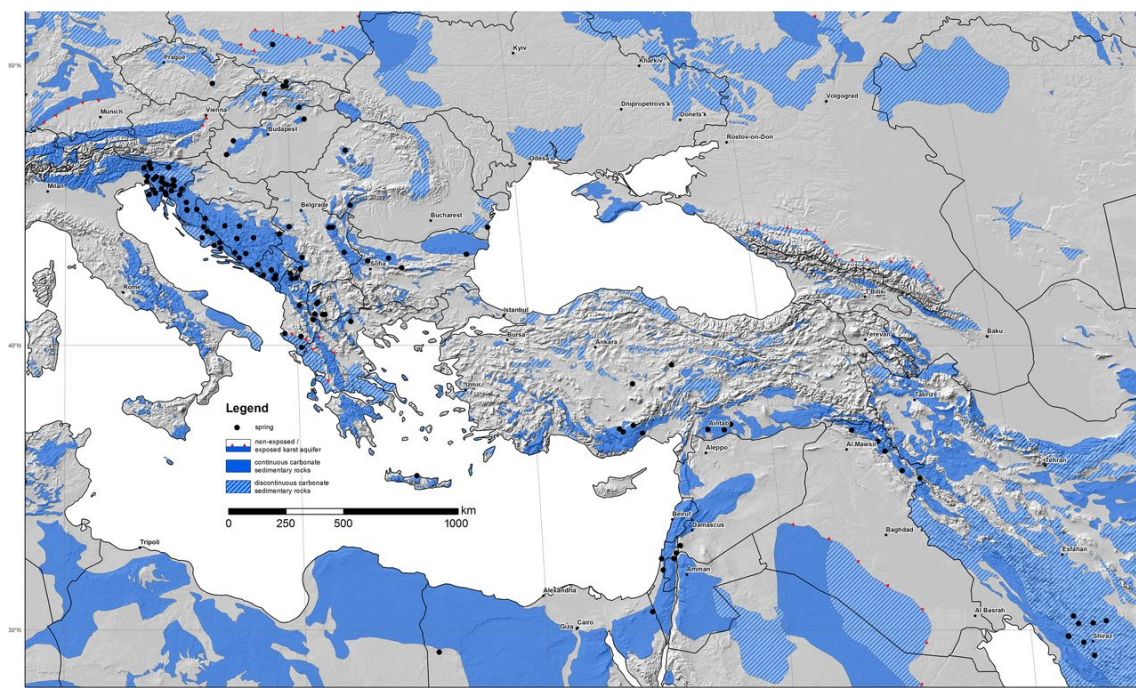 Kyiv
Prague
50°N
50°N
Kharkiv
Volgograd
Munich
Vienna
Dnipropetrovs'k
Donets'k
Budapest
Rostov-on-Don
Odesa
Milan
Belgrade
Bucharest
Sofia
Rome
Istanbul
Bursa
Ankara
Yerevan
Baku
40°N
40°N
Izmir
Tabriz
Legend
spring
non-exposed /
exposed karst aquifer
continuous carbonate
sedimentary rocks
discontinuous carbonate
sedimentary rocks
km
0 250 500 1000
Aintab
Aleppo
Al Mawsil
Tehran
Beirut
Damascus
Baghdad
Esfahan
Tripoli
Amman
Alexandria
Giza
Cairo
Al Basrah
Shiraz
30°N
30°N